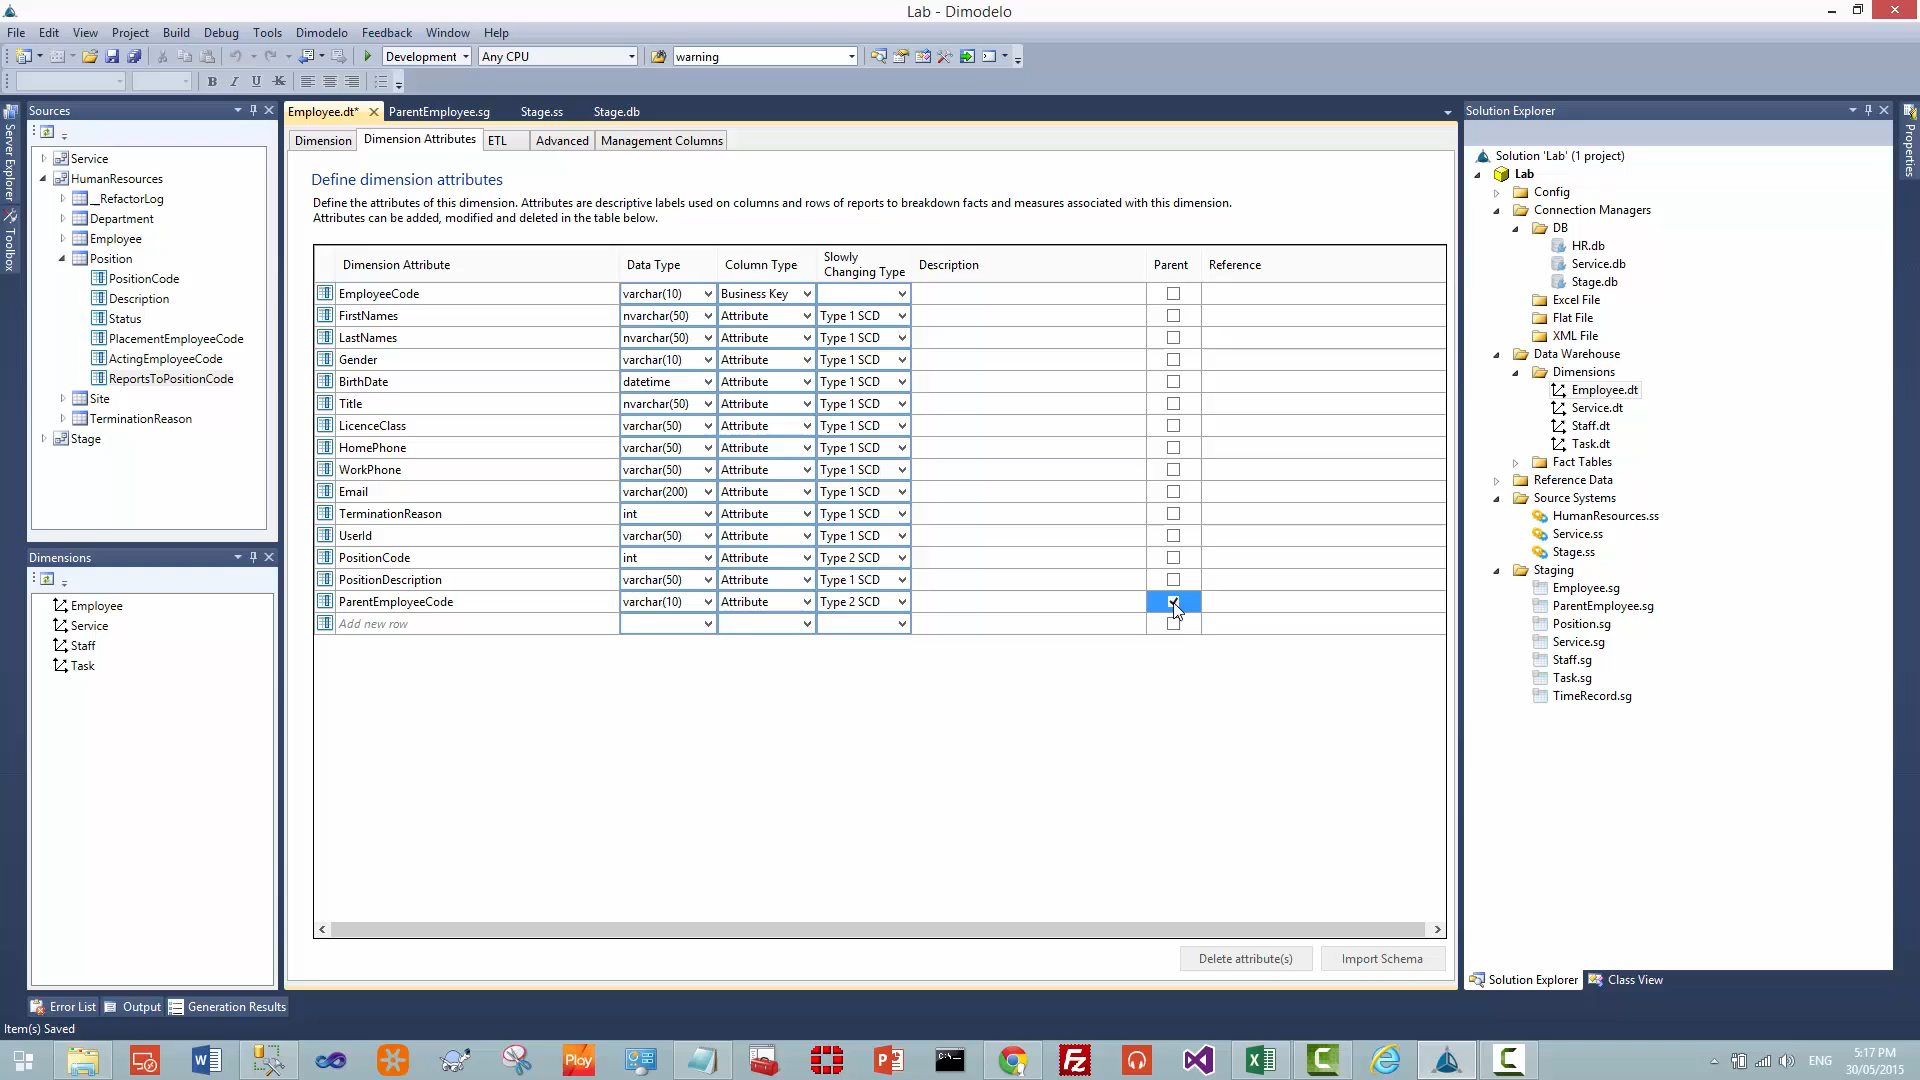 Lab - Dimodelo
File Edit View Project Build Debug Tools Dimodelo Feedback Window Help
Development Any CPU warning
B I U
Sources
Service
HumanResources
__RefactorLog
Department
Employee
Position
PositionCode
Description
Status
PlacementEmployeeCode
ActingEmployeeCode
ReportsToPositionCode
Site
TerminationReason
Stage
Server Explorer
Toolbox
Dimensions
Employee
Service
Staff
Task
Employee.dt* ParentEmployee.sg Stage.ss Stage.db
Dimension Dimension Attributes ETL Advanced Management Columns
Define dimension attributes
Define the attributes of this dimension. Attributes are descriptive labels used on columns and rows of reports to breakdown facts and measures associated with this dimension.
Attributes can be added, modified and deleted in the table below.
Dimension Attribute Data Type Column Type Slowly Changing Type Description Parent Reference
EmployeeCode varchar(10) Business Key
FirstNames nvarchar(50) Attribute Type 1 SCD
LastNames nvarchar(50) Attribute Type 1 SCD
Gender varchar(10) Attribute Type 1 SCD
BirthDate datetime Attribute Type 1 SCD
Title nvarchar(50) Attribute Type 1 SCD
LicenceClass varchar(50) Attribute Type 1 SCD
HomePhone varchar(50) Attribute Type 1 SCD
WorkPhone varchar(50) Attribute Type 1 SCD
Email varchar(200) Attribute Type 1 SCD
TerminationReason int Attribute Type 1 SCD
UserId varchar(50) Attribute Type 1 SCD
PositionCode int Attribute Type 2 SCD
PositionDescription varchar(50) Attribute Type 1 SCD
ParentEmployeeCode varchar(10) Attribute Type 2 SCD
Add new row
Delete attribute(s) Import Schema
Solution Explorer
Solution 'Lab' (1 project)
Lab
Config
Connection Managers
DB
HR.db
Service.db
Stage.db
Excel File
Flat File
XML File
Data Warehouse
Dimensions
Employee.dt
Service.dt
Staff.dt
Task.dt
Fact Tables
Reference Data
Source Systems
HumanResources.ss
Service.ss
Stage.ss
Staging
Employee.sg
ParentEmployee.sg
Position.sg
Service.sg
Staff.sg
Task.sg
TimeRecord.sg
Properties
Solution Explorer Class View
Error List Output Generation Results
Item(s) Saved
Play
ENG
5:17 PM
30/05/2015